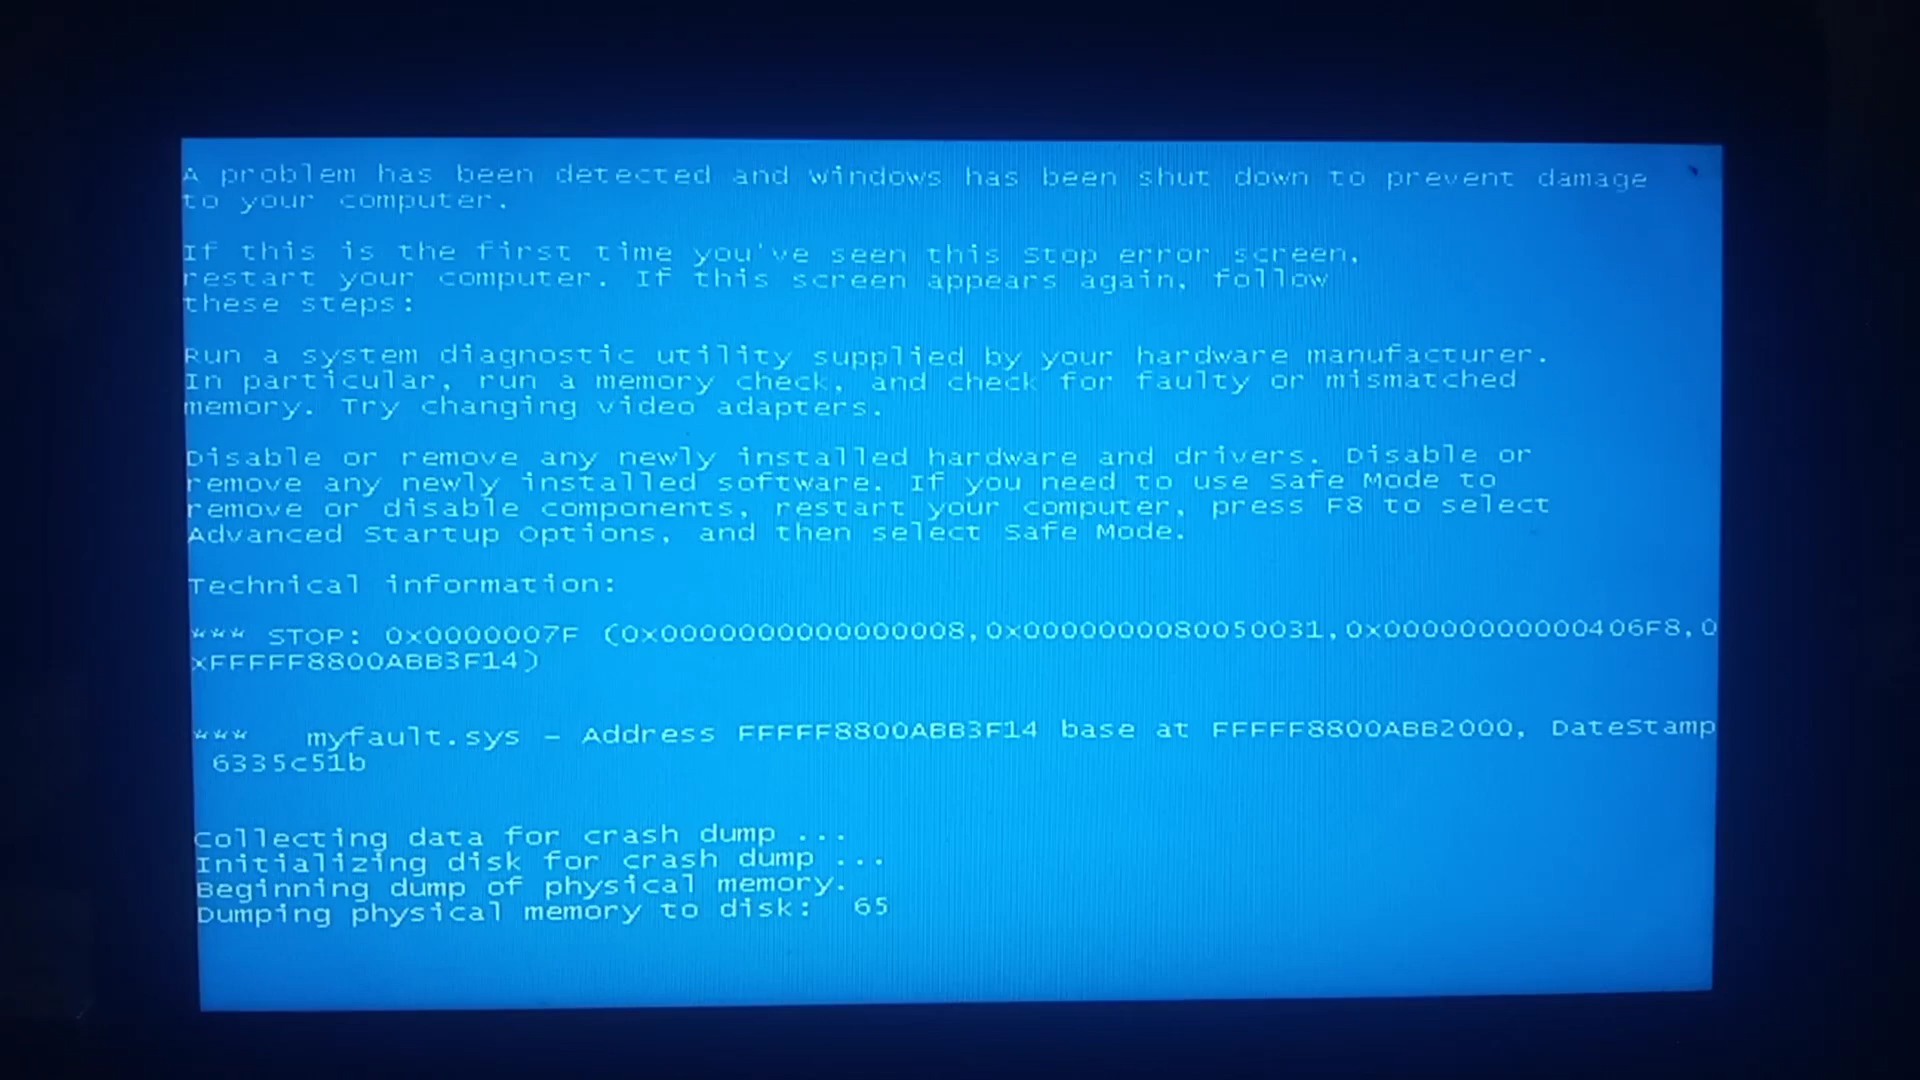 A problem has been detected and windows has been shut down to prevent damage
to your computer.
If this is the first time you've seen this Stop error screen,
restart your computer. If this screen appears again, follow
these steps:
Run a system diagnostic utility supplied by your hardware manufacturer.
In particular, run a memory check, and check for faulty or mismatched
memory. Try changing video adapters.
Disable or remove any newly installed hardware and drivers. Disable or
remove any newly installed software. If you need to use Safe Mode to
remove or disable components, restart your computer, press F8 to select
Advanced Startup Options, and then select Safe Mode.
Technical information:
*** STOP: 0x0000007F (0x0000000000000008,0x0000000080050031,0x00000000000406F8,0
xFFFFF8800ABB3F14)
*** myfault.sys - Address FFFFF8800ABB3F14 base at FFFFF8800ABB2000, DateStamp
6335c51b
Collecting data for crash dump ...
Initializing disk for crash dump ...
Beginning dump of physical memory.
Dumping physical memory to disk: 65